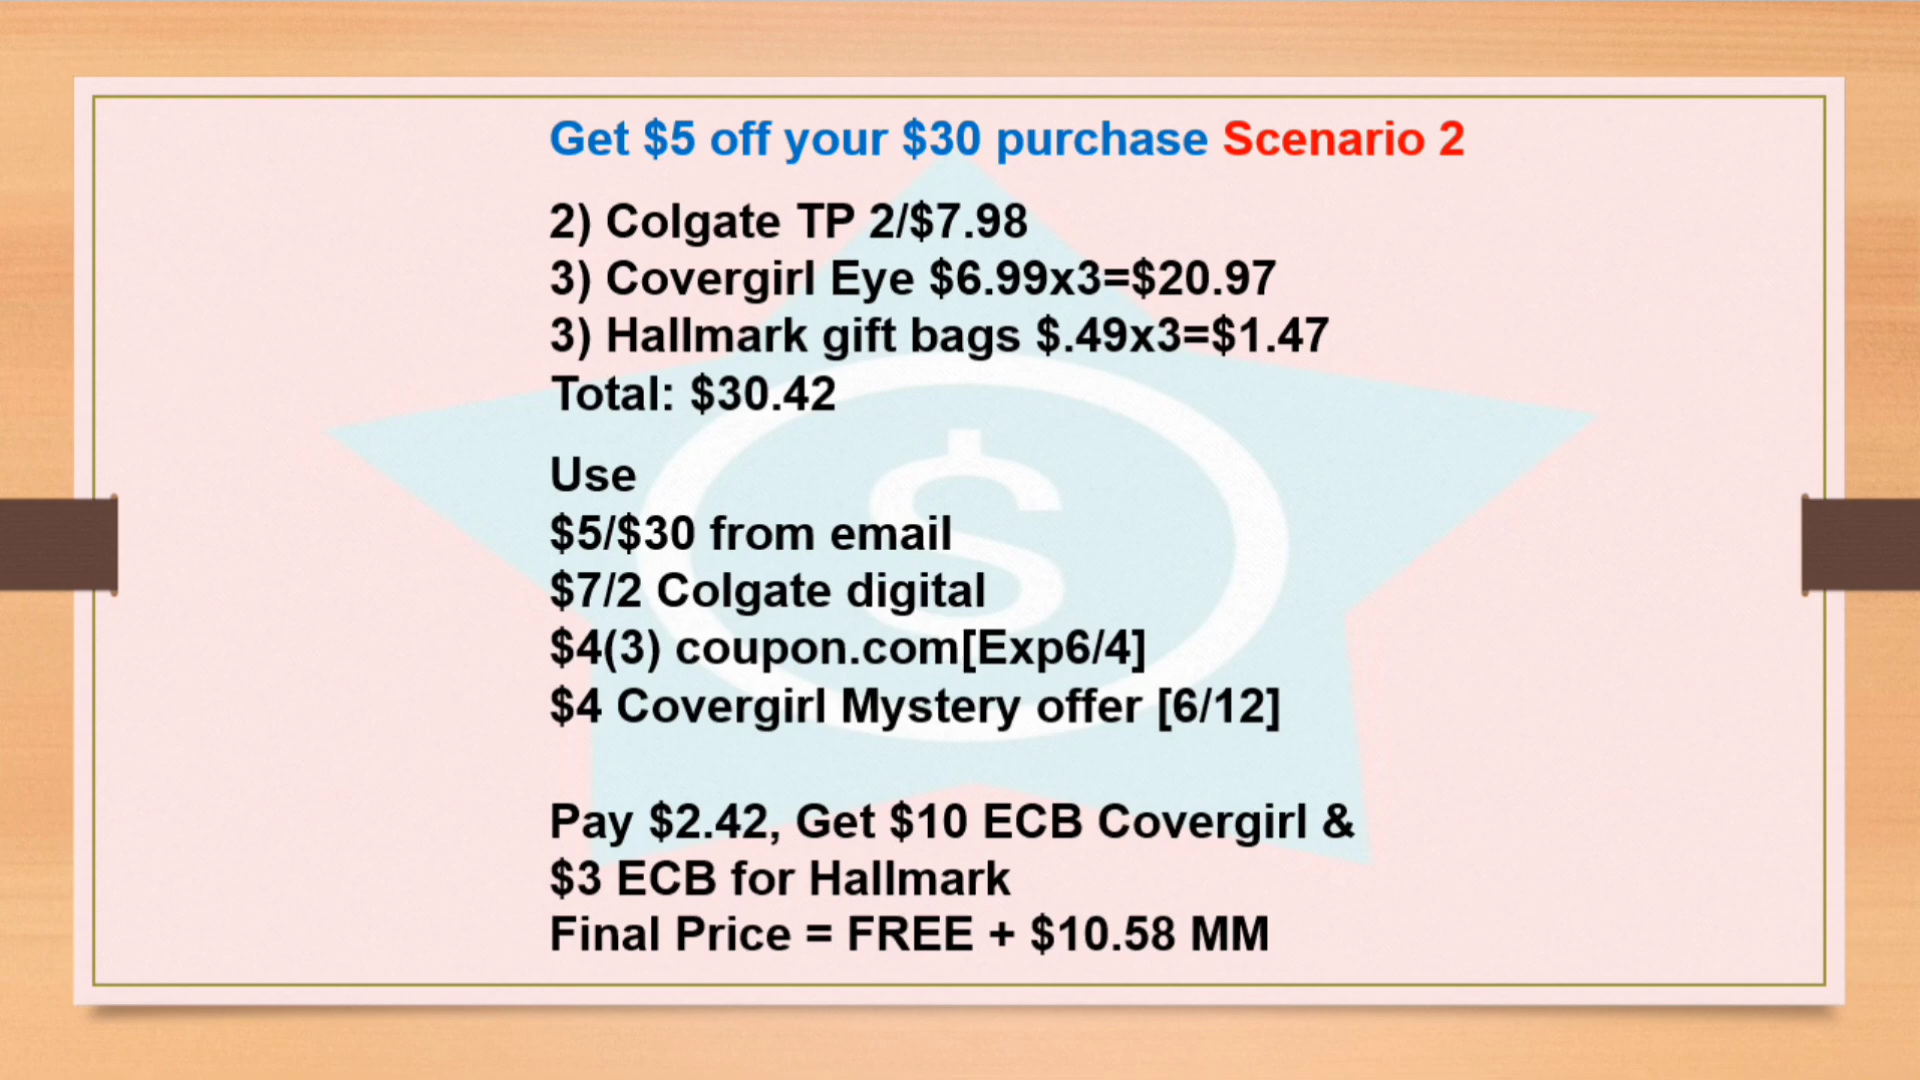 Get $5 off your $30 purchase Scenario 2
2) Colgate TP 2/$7.98
3) Covergirl Eye $6.99x3=$20.97
3) Hallmark gift bags $.49x3=$1.47
Total: $30.42
Use
$5/$30 from email
$7/2 Colgate digital
$4(3) coupon.com[Exp6/4]
$4 Covergirl Mystery offer [6/12]
Pay $2.42, Get $10 ECB Covergirl &
$3 ECB for Hallmark
Final Price = FREE + $10.58 MM